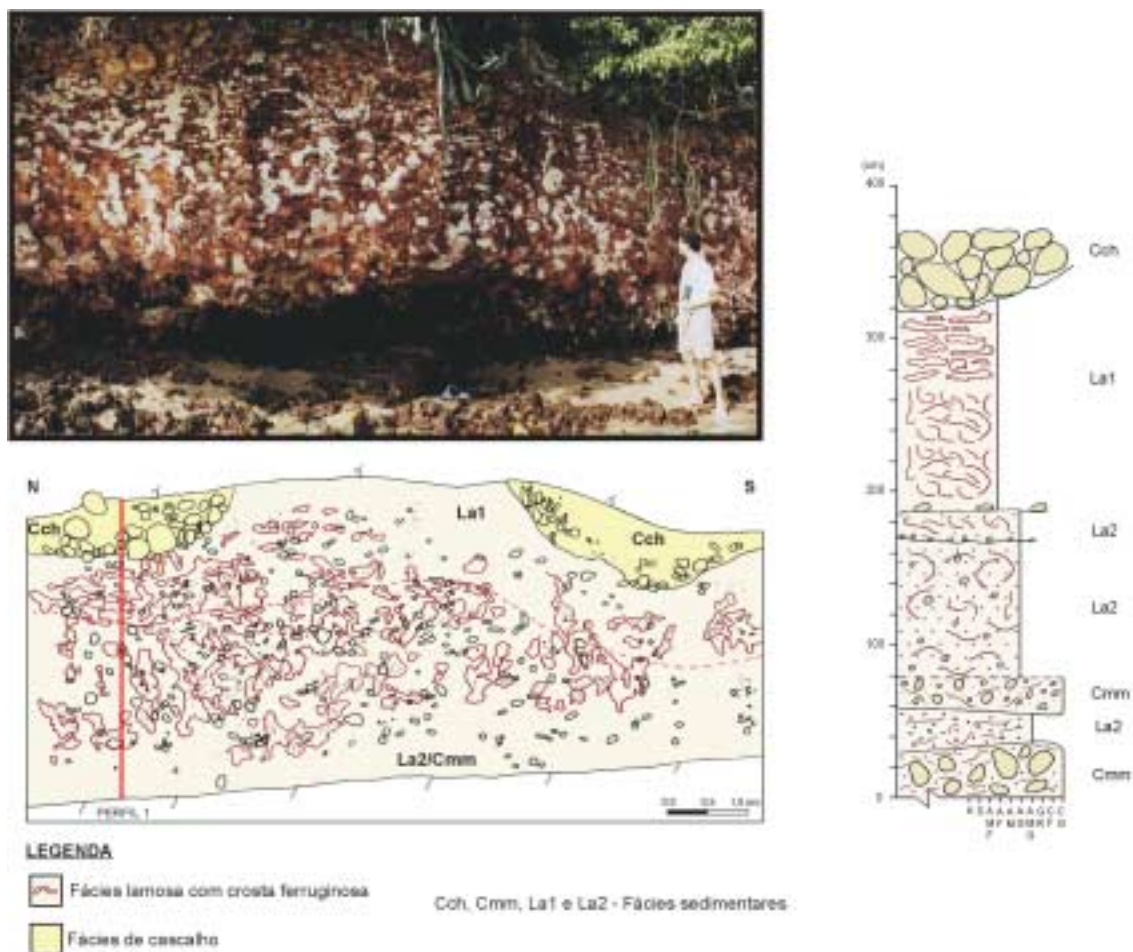 N
S
Cch
La1
Cch
La2/Cmm
PERFIL 1
LEGENDA
Fácies lamosa com crosta ferruginosa
Fácies de cascalho
Cch, Cmm, La1 e La2 - Fácies sedimentares
400
Cch
300
La1
200
La2
La2
100
Cmm
La2
Cmm
0